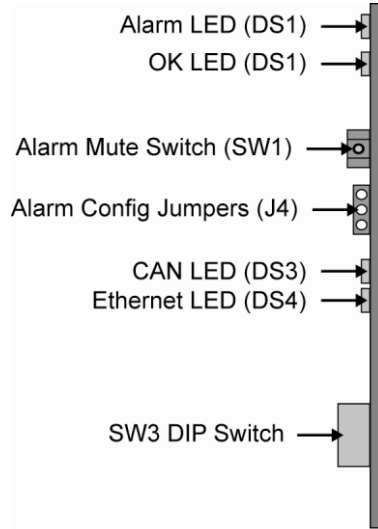 Alarm LED (DS1)
OK LED (DS1)
Alarm Mute Switch (SW1)
Alarm Config Jumpers (J4)
CAN LED (DS3)
Ethernet LED (DS4)
SW3 DIP Switch